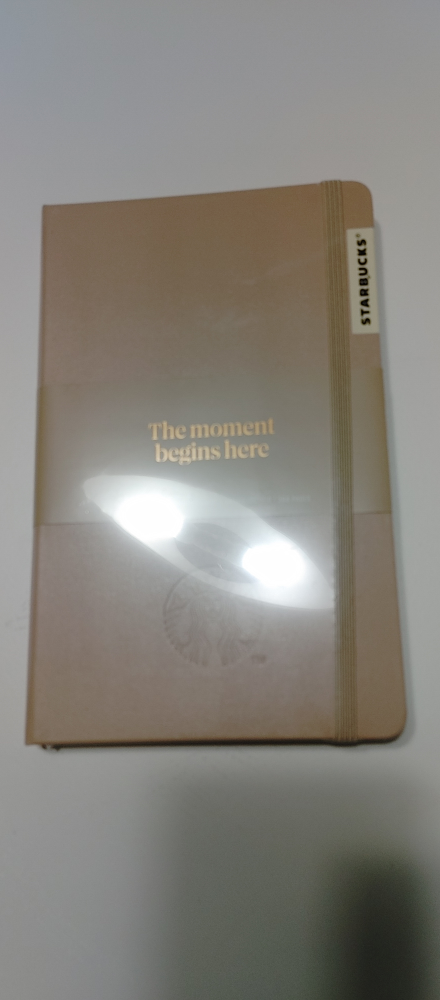 STARBUCKS®
The moment
begins here